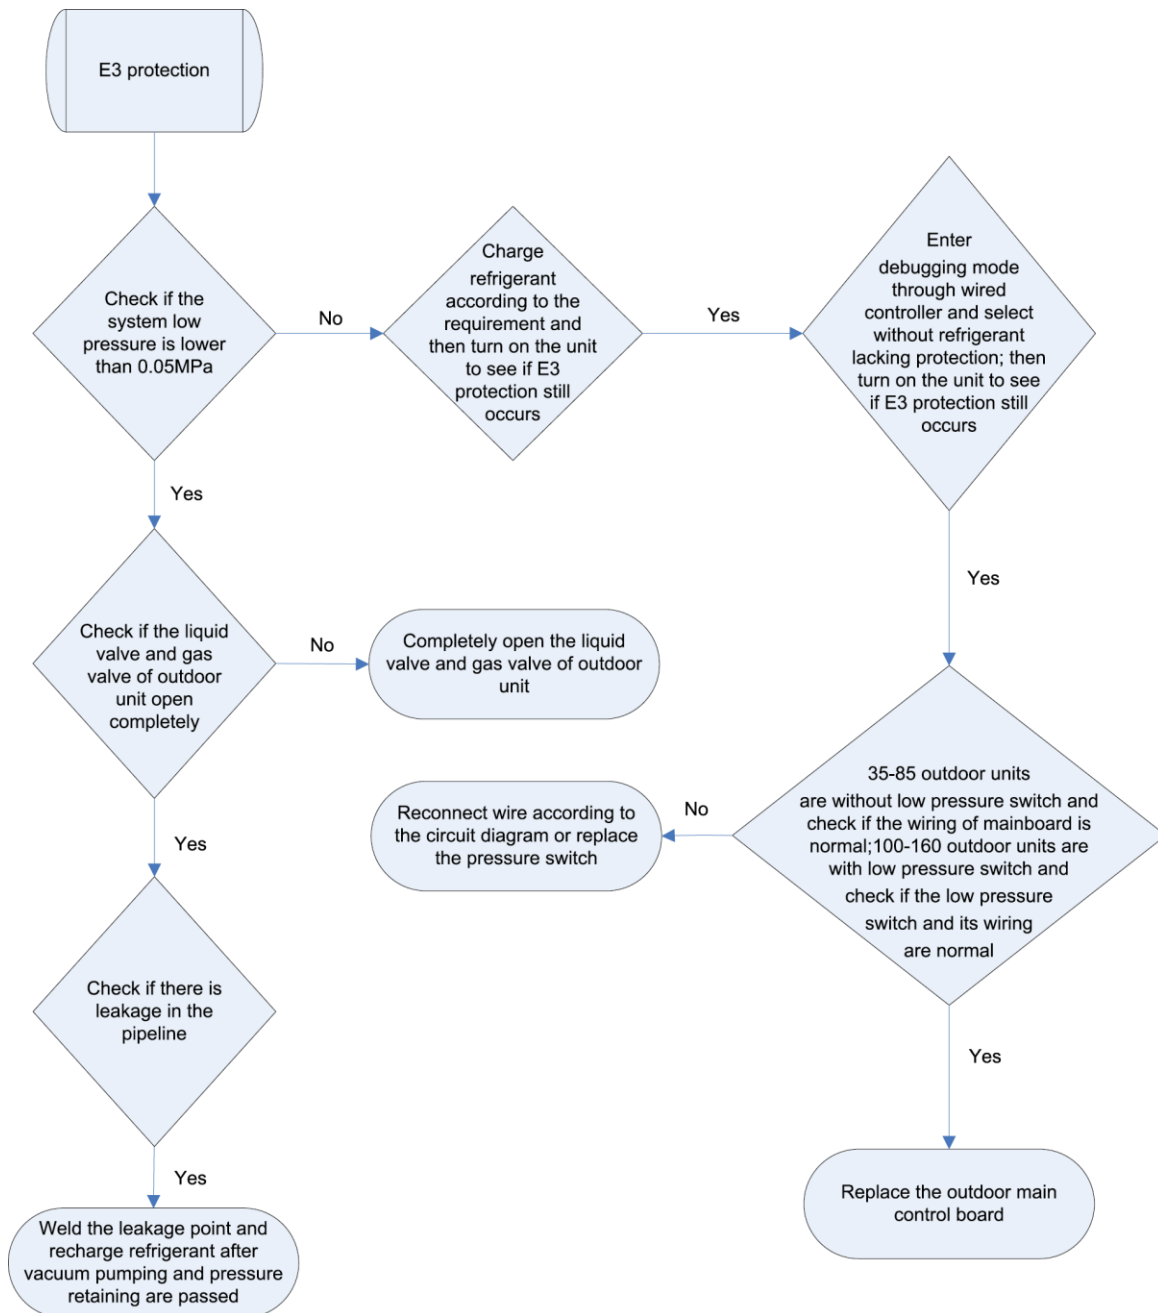 E3 protection
Check if the
system low
pressure is lower
than 0.05MPa
No
Charge
refrigerant
according to the
requirement and
then turn on the unit
to see if E3
protection still
occurs
Yes
Enter
debugging mode
through wired
controller and select
without refrigerant
lacking protection; then
turn on the unit to see
if E3 protection still
occurs
Yes
Check if the liquid
valve and gas
valve of outdoor
unit open
completely
No
Completely open the liquid
valve and gas valve of outdoor
unit
Yes
35-85 outdoor units
are without low pressure switch and
check if the wiring of mainboard is
normal;100-160 outdoor units are
with low pressure switch and
check if the low pressure
switch and its wiring
are normal
No
Reconnect wire according to
the circuit diagram or replace
the pressure switch
Yes
Check if there is
leakage in the
pipeline
Yes
Weld the leakage point and
recharge refrigerant after
vacuum pumping and pressure
retaining are passed
Yes
Replace the outdoor main
control board